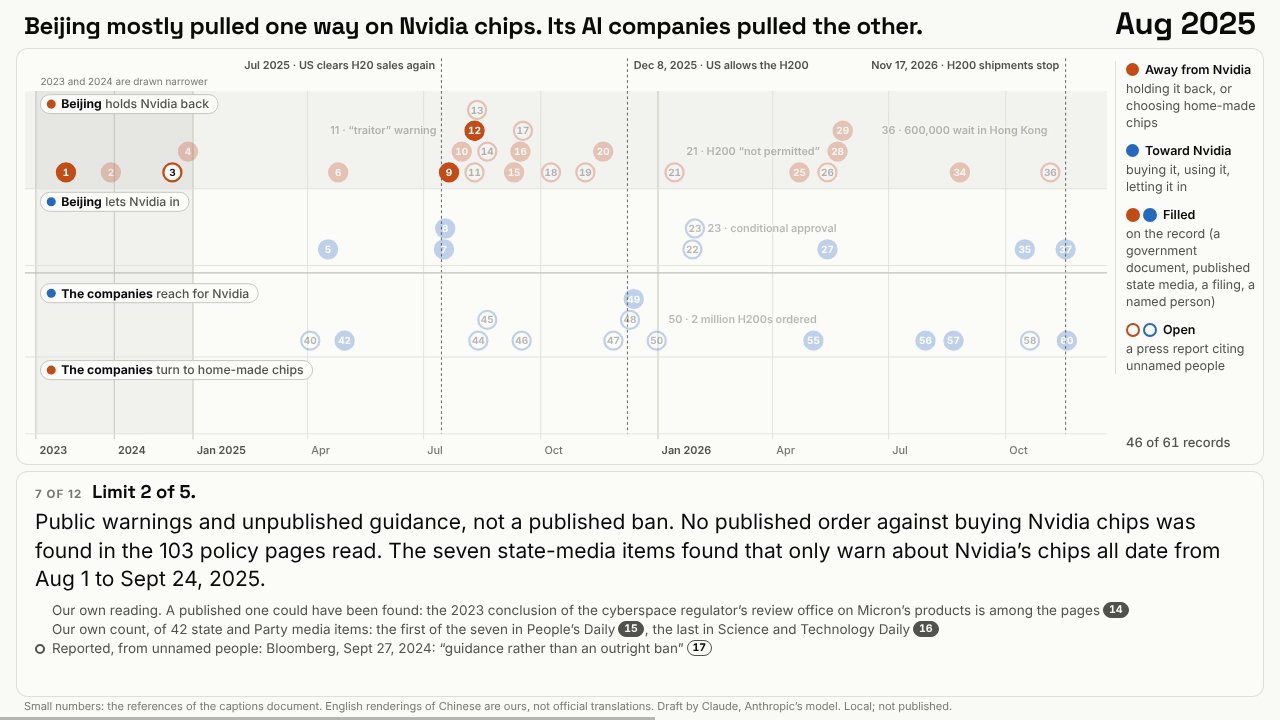 Beijing mostly pulled one way on Nvidia chips. Its AI companies pulled the other.
Aug 2025
Jul 2025 · US clears H20 sales again
Dec 8, 2025 · US allows the H200
Nov 17, 2026 · H200 shipments stop
2023 and 2024 are drawn narrower
Beijing holds Nvidia back
13
11 · “traitor” warning
12
17
29
36 · 600,000 wait in Hong Kong
4
10
14
16
20
21 · H200 “not permitted”
28
1
2
3
6
9
11
15
18
19
21
25
26
34
36
Beijing lets Nvidia in
8
23
23 · conditional approval
5
7
22
27
35
37
The companies reach for Nvidia
49
45
48
50 · 2 million H200s ordered
40
42
44
46
47
50
55
56
57
58
60
The companies turn to home-made chips
2023
2024
Jan 2025
Apr
Jul
Oct
Jan 2026
Apr
Jul
Oct
Away from Nvidia
holding it back, or
choosing home-made
chips
Toward Nvidia
buying it, using it,
letting it in
Filled
on the record (a
government
document, published
state media, a filing, a
named person)
Open
a press report citing
unnamed people
46 of 61 records
7 OF 12 Limit 2 of 5.
Public warnings and unpublished guidance, not a published ban. No published order against buying Nvidia chips was
found in the 103 policy pages read. The seven state-media items found that only warn about Nvidia’s chips all date from
Aug 1 to Sept 24, 2025.
Our own reading. A published one could have been found: the 2023 conclusion of the cyberspace regulator’s review office on Micron’s products is among the pages 14
Our own count, of 42 state and Party media items: the first of the seven in People’s Daily 15, the last in Science and Technology Daily 16
Reported, from unnamed people: Bloomberg, Sept 27, 2024: “guidance rather than an outright ban” 17
Small numbers: the references of the captions document. English renderings of Chinese are ours, not official translations. Draft by Claude, Anthropic’s model. Local; not published.